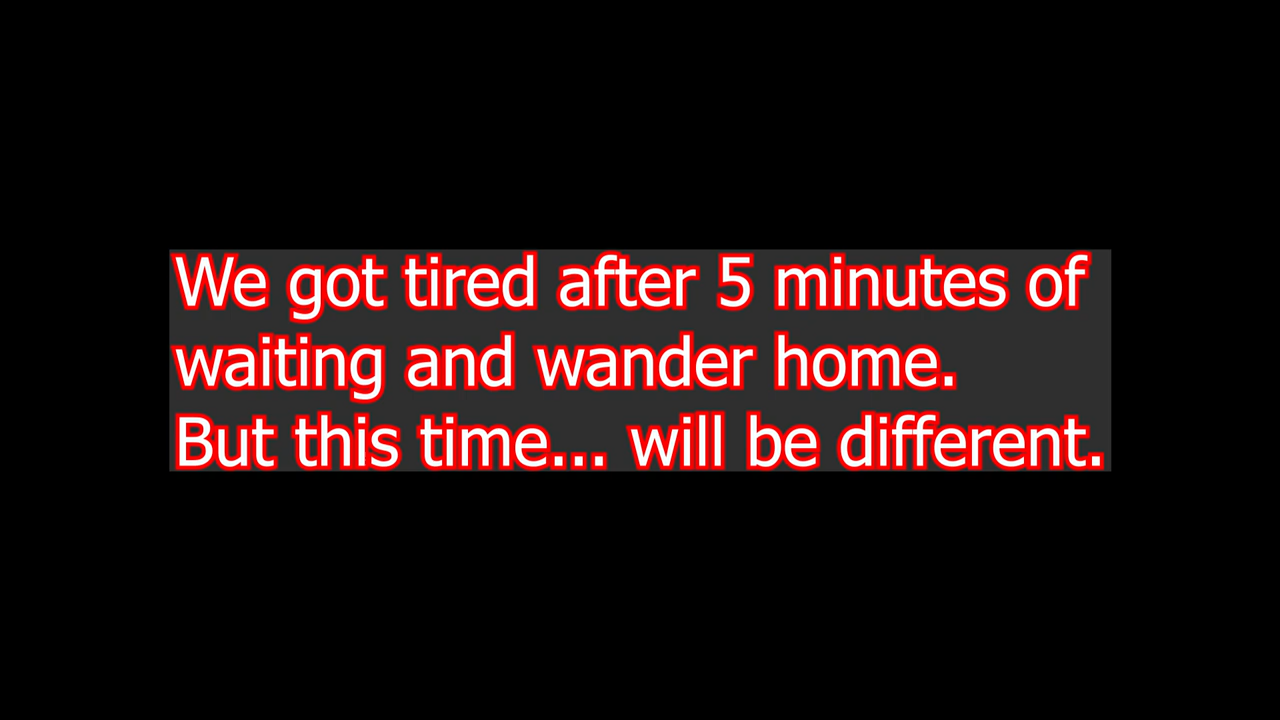 We got tired after 5 minutes of
waiting and wander home.
But this time... will be different.